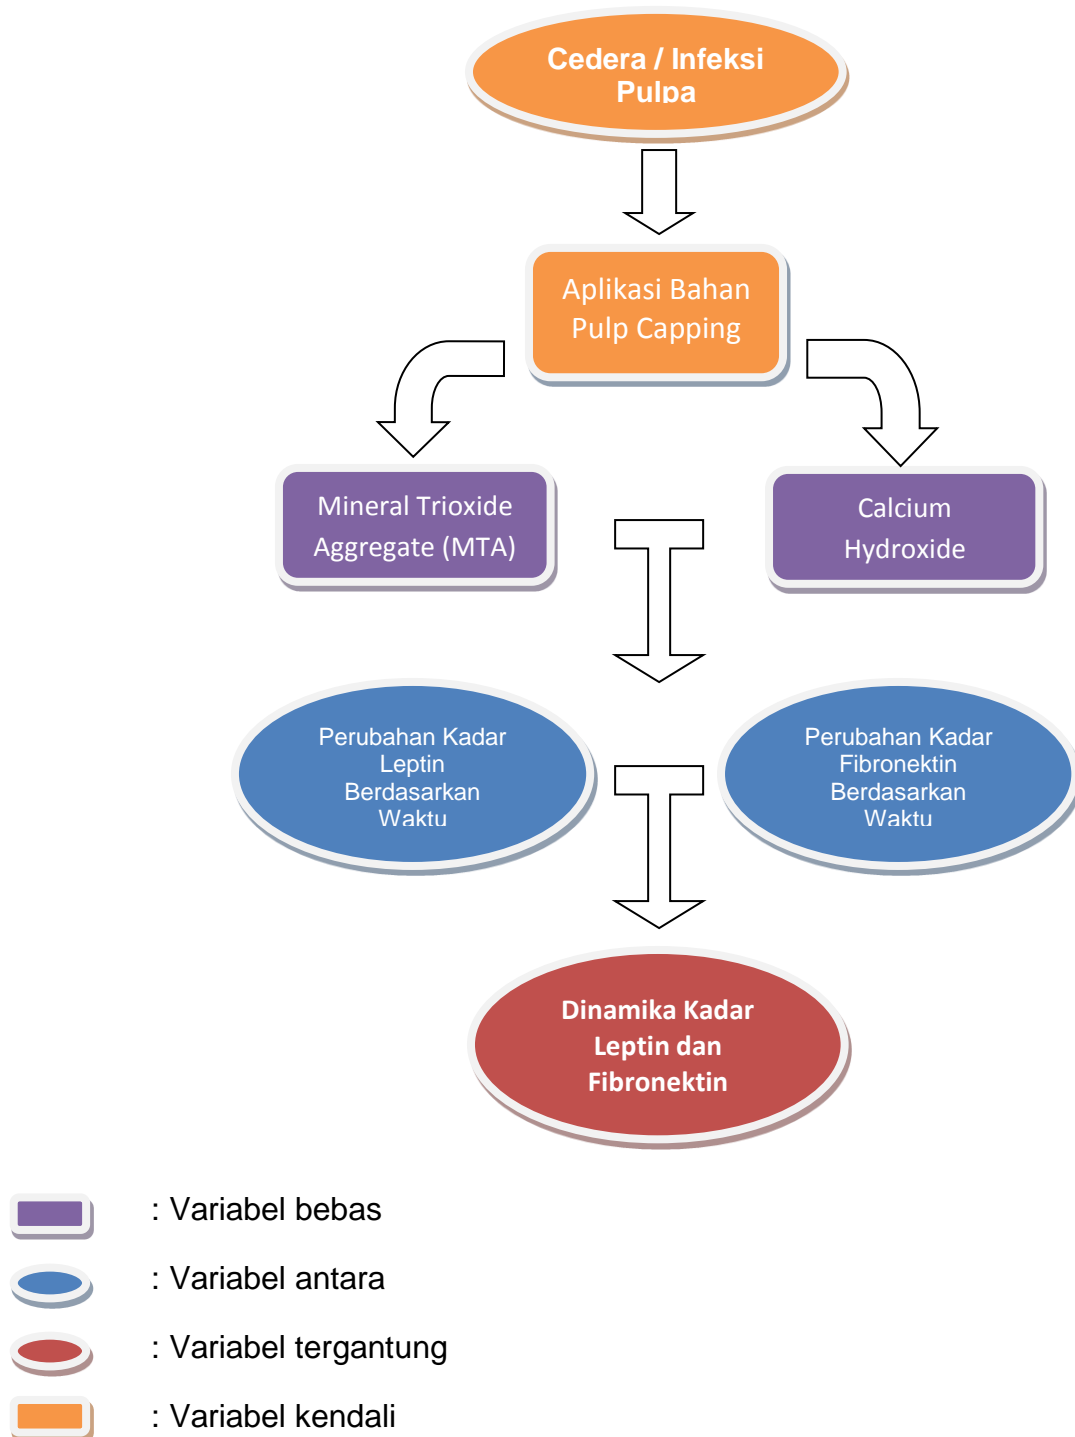 Cedera / Infeksi
Pulpa
Aplikasi Bahan
Pulp Capping
Mineral Trioxide
Aggregate (MTA)
Calcium
Hydroxide
Perubahan Kadar
Leptin
Berdasarkan
Waktu
Perubahan Kadar
Fibronektin
Berdasarkan
Waktu
Dinamika Kadar
Leptin dan
Fibronektin
: Variabel bebas
: Variabel antara
: Variabel tergantung
: Variabel kendali